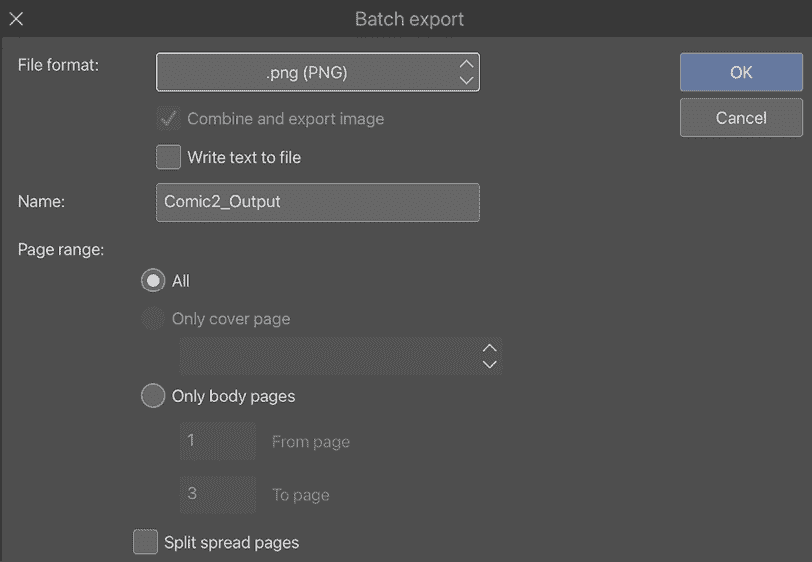 Batch export
File format:
.png (PNG)
OK
Combine and export image
Cancel
Write text to file
Name:
Comic2_Output
Page range:
All
Only cover page
Only body pages
1
From page
3
To page
Split spread pages